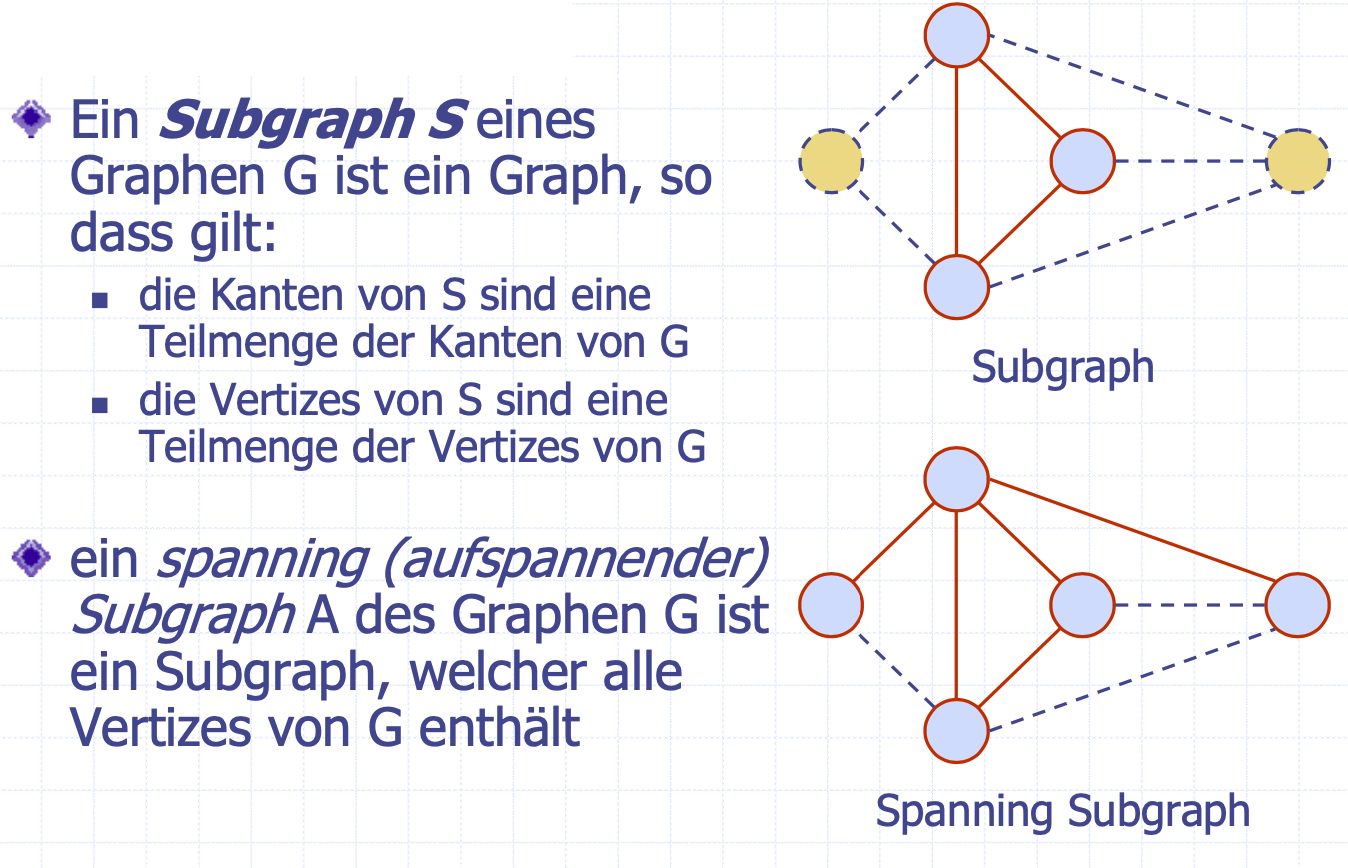 Ein Subgraph S eines
Graphen G ist ein Graph, so
dass gilt:
die Kanten von S sind eine
Teilmenge der Kanten von G
die Vertizes von S sind eine
Teilmenge der Vertizes von G
ein spanning (aufspannender)
Subgraph A des Graphen G ist
ein Subgraph, welcher alle
Vertizes von G enthält
Subgraph
Spanning Subgraph